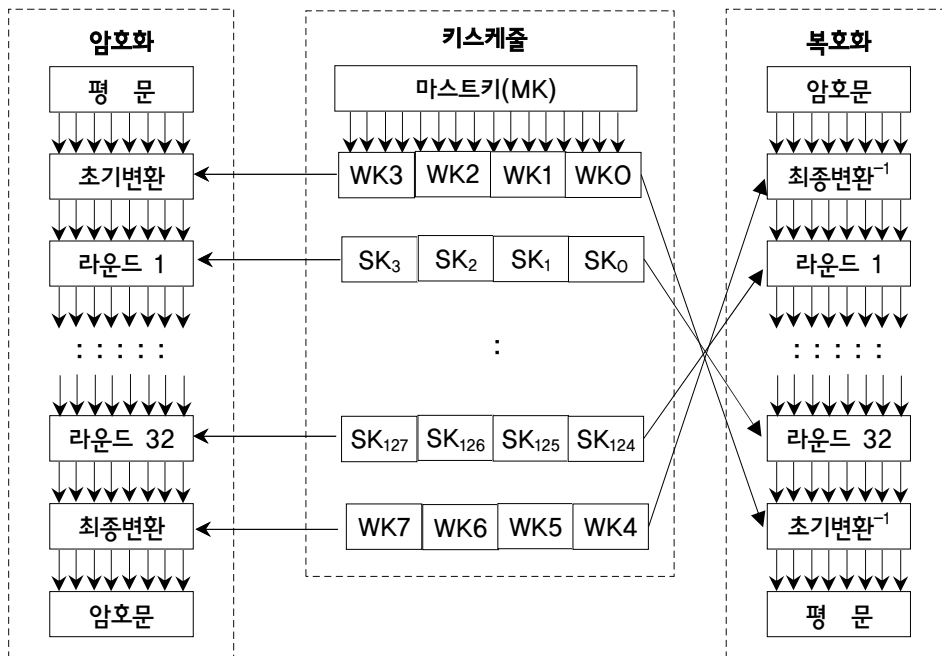 암호화
평 문
초기변환
라운드 1
: : : : :
라운드 32
최종변환
암호문
키스케줄
마스트키(MK)
WK3 WK2 WK1 WK0
SK₃ SK₂ SK₁ SK₀
:
SK₁₂₇ SK₁₂₆ SK₁₂₅ SK₁₂₄
WK7 WK6 WK5 WK4
복호화
암호문
최종변환⁻¹
라운드 1
: : : : :
라운드 32
초기변환⁻¹
평 문